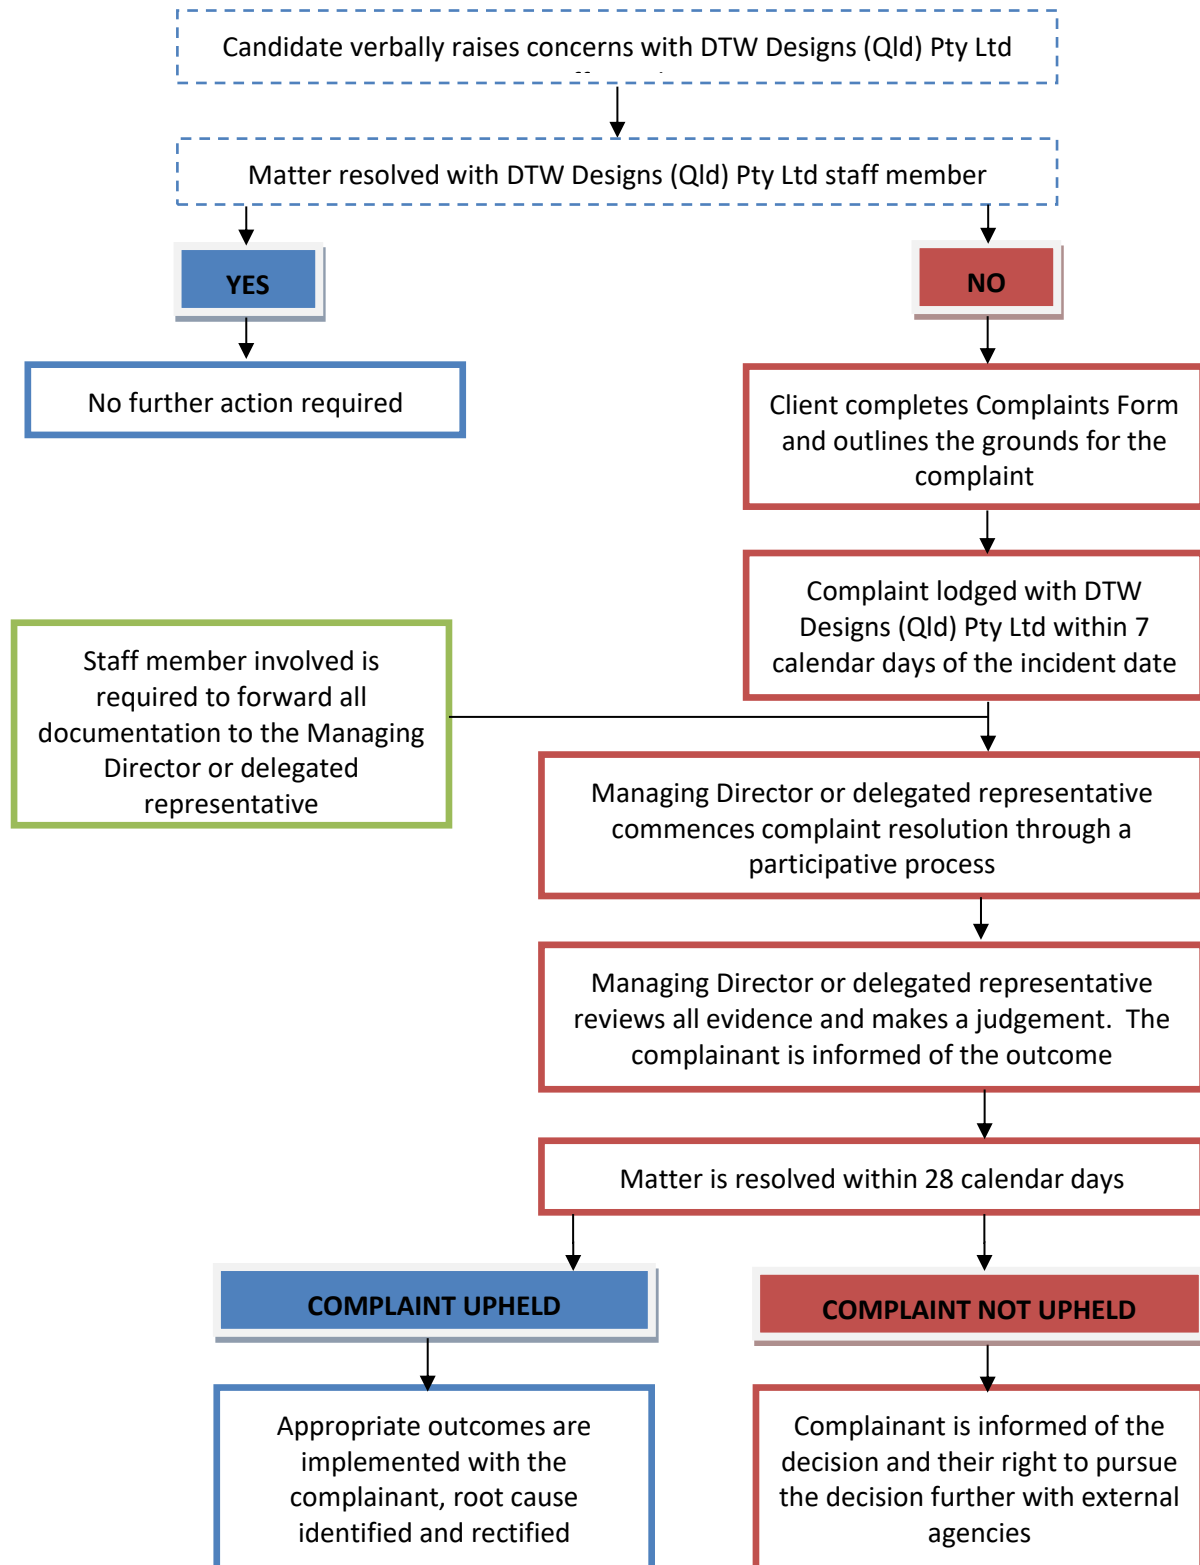 Candidate verbally raises concerns with DTW Designs (Qld) Pty Ltd
Matter resolved with DTW Designs (Qld) Pty Ltd staff member
YES
NO
No further action required
Client completes Complaints Form
and outlines the grounds for the
complaint
Complaint lodged with DTW
Designs (Qld) Pty Ltd within 7
calendar days of the incident date
Staff member involved is
required to forward all
documentation to the Managing
Director or delegated
representative
Managing Director or delegated representative
commences complaint resolution through a
participative process
Managing Director or delegated representative
reviews all evidence and makes a judgement.  The
complainant is informed of the outcome
Matter is resolved within 28 calendar days
COMPLAINT UPHELD
COMPLAINT NOT UPHELD
Appropriate outcomes are
implemented with the
complainant, root cause
identified and rectified
Complainant is informed of the
decision and their right to pursue
the decision further with external
agencies